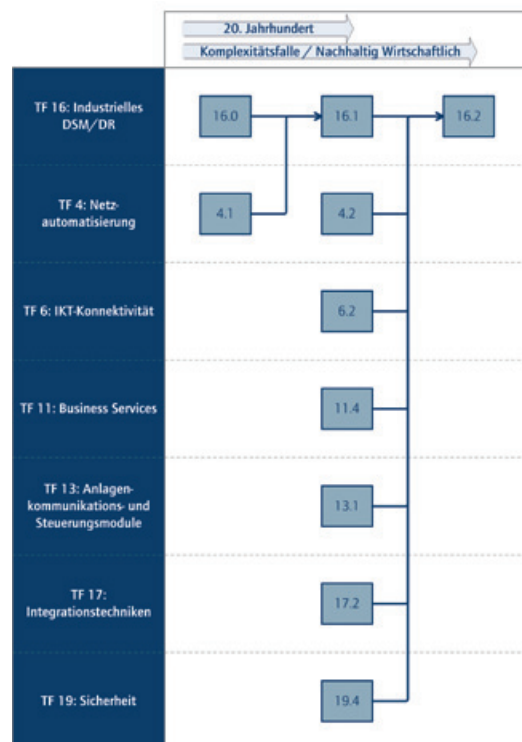 20. Jahrhundert
Komplexitätsfalle / Nachhaltig Wirtschaftlich
TF 16: Industrielles
DSM/DR
16.0
16.1
16.2
TF 4: Netz-
automatisierung
4.1
4.2
TF 6: IKT-Konnektivität
6.2
TF 11: Business Services
11.4
TF 13: Anlagen-
kommunikations- und
Steuerungsmodule
13.1
TF 17:
Integrationstechniken
17.2
TF 19: Sicherheit
19.4